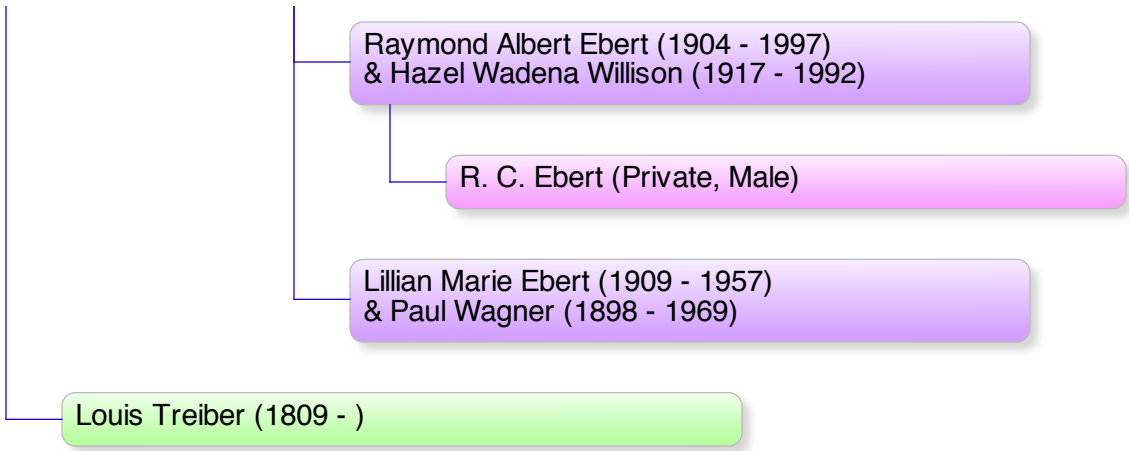 Raymond Albert Ebert (1904 - 1997)
& Hazel Wadena Willison (1917 - 1992)
R. C. Ebert (Private, Male)
Lillian Marie Ebert (1909 - 1957)
& Paul Wagner (1898 - 1969)
Louis Treiber (1809 - )